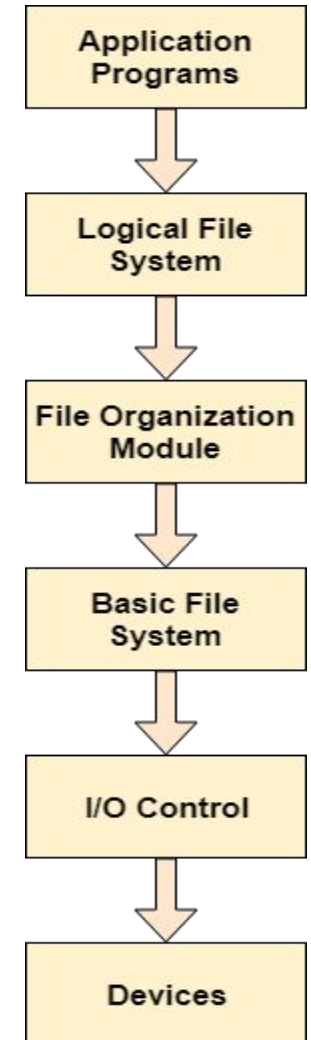 Application
Programs
Logical File
System
File Organization
Module
Basic File
System
I/O Control
Devices